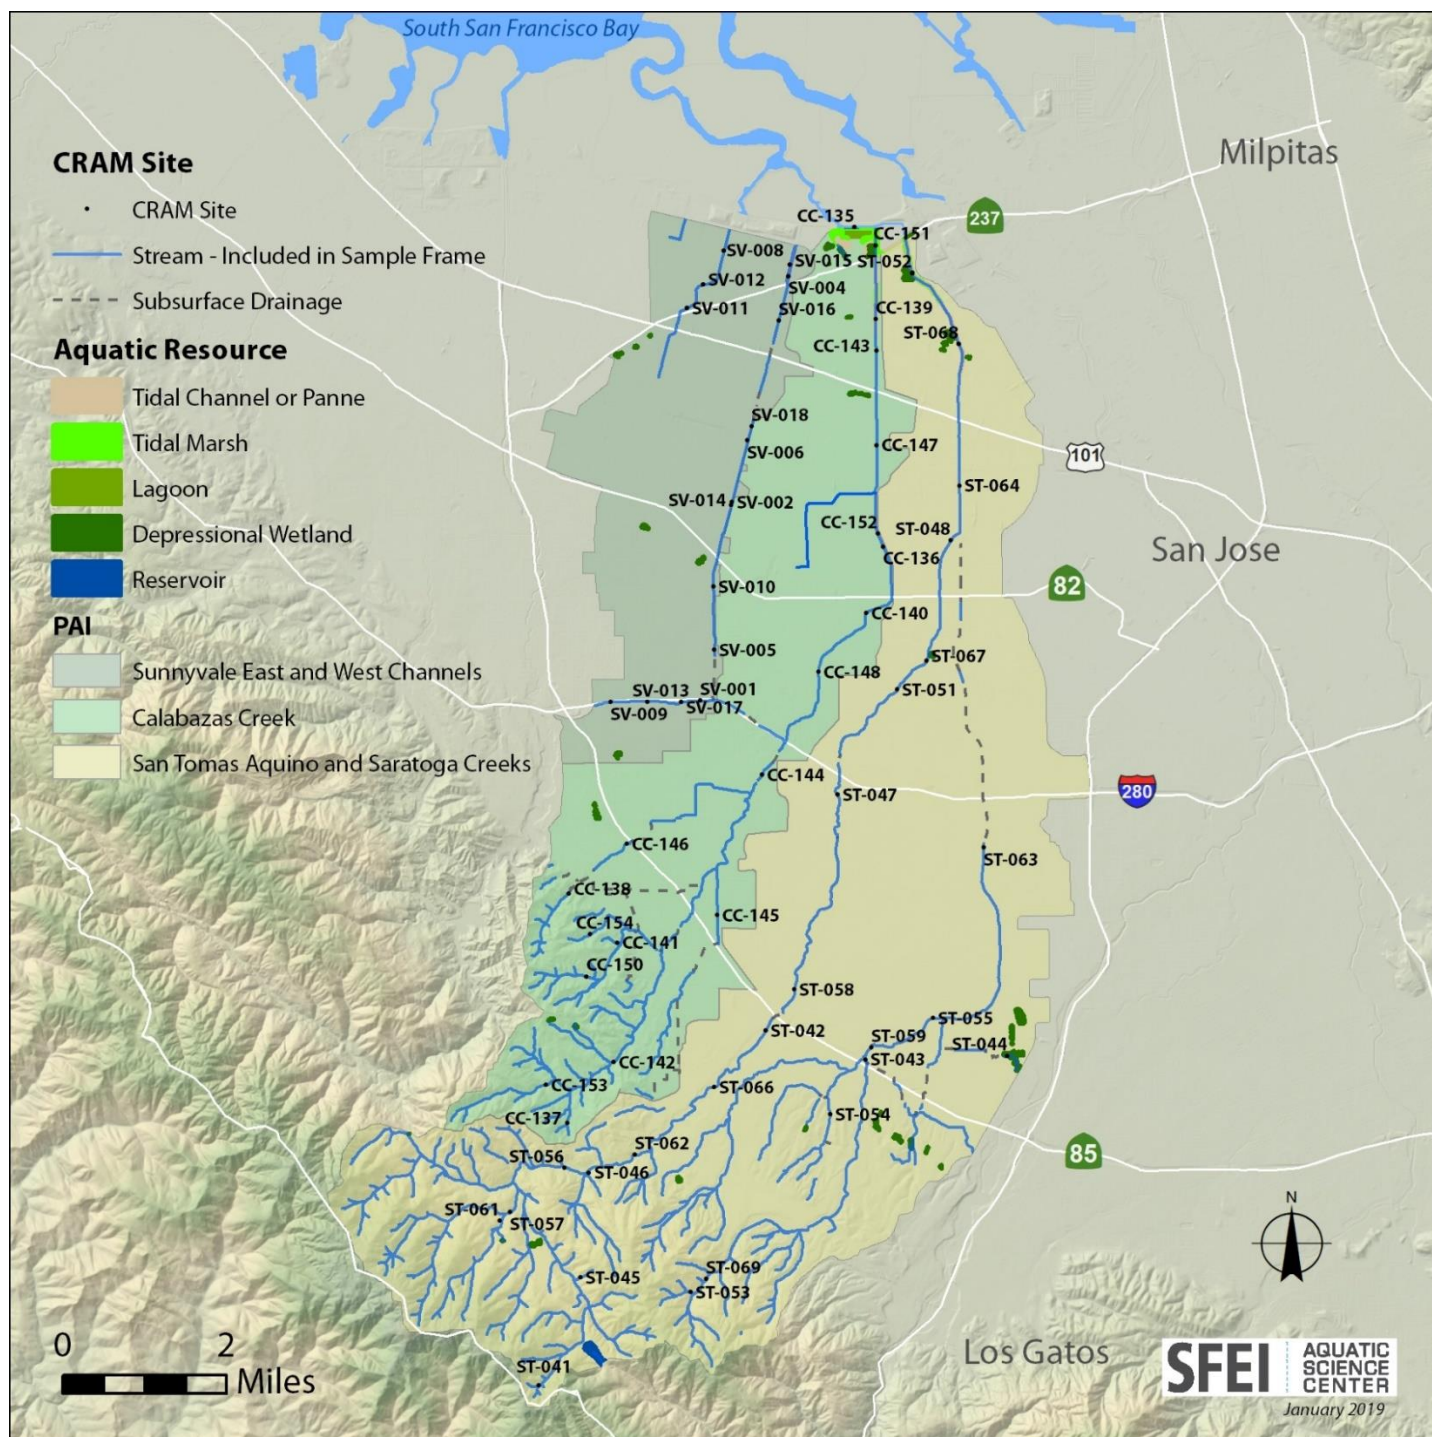 South San Francisco Bay
Milpitas
CRAM Site
CRAM Site
Stream - Included in Sample Frame
Subsurface Drainage
Aquatic Resource
Tidal Channel or Panne
Tidal Marsh
Lagoon
Depressional Wetland
Reservoir
PAI
Sunnyvale East and West Channels
Calabazas Creek
San Tomas Aquino and Saratoga Creeks
237
CC-135
CC-151
SV-008
SV-015
ST-052
SV-012
SV-004
SV-011
SV-016
CC-139
ST-068
CC-143
SV-018
CC-147
SV-006
101
ST-064
SV-014
SV-002
CC-152
ST-048
San Jose
CC-136
SV-010
82
CC-140
SV-005
ST-067
CC-148
ST-051
SV-013
SV-001
SV-009
SV-017
CC-144
ST-047
280
CC-146
ST-063
CC-138
CC-145
CC-154
CC-141
CC-150
ST-058
ST-055
ST-042
ST-059
ST-044
CC-142
ST-043
CC-153
ST-066
CC-137
ST-054
ST-062
85
ST-056
ST-046
N
ST-061
ST-057
ST-069
ST-045
ST-053
0
2
Miles
ST-041
Los Gatos
SFEI
AQUATIC
SCIENCE
CENTER
January 2019